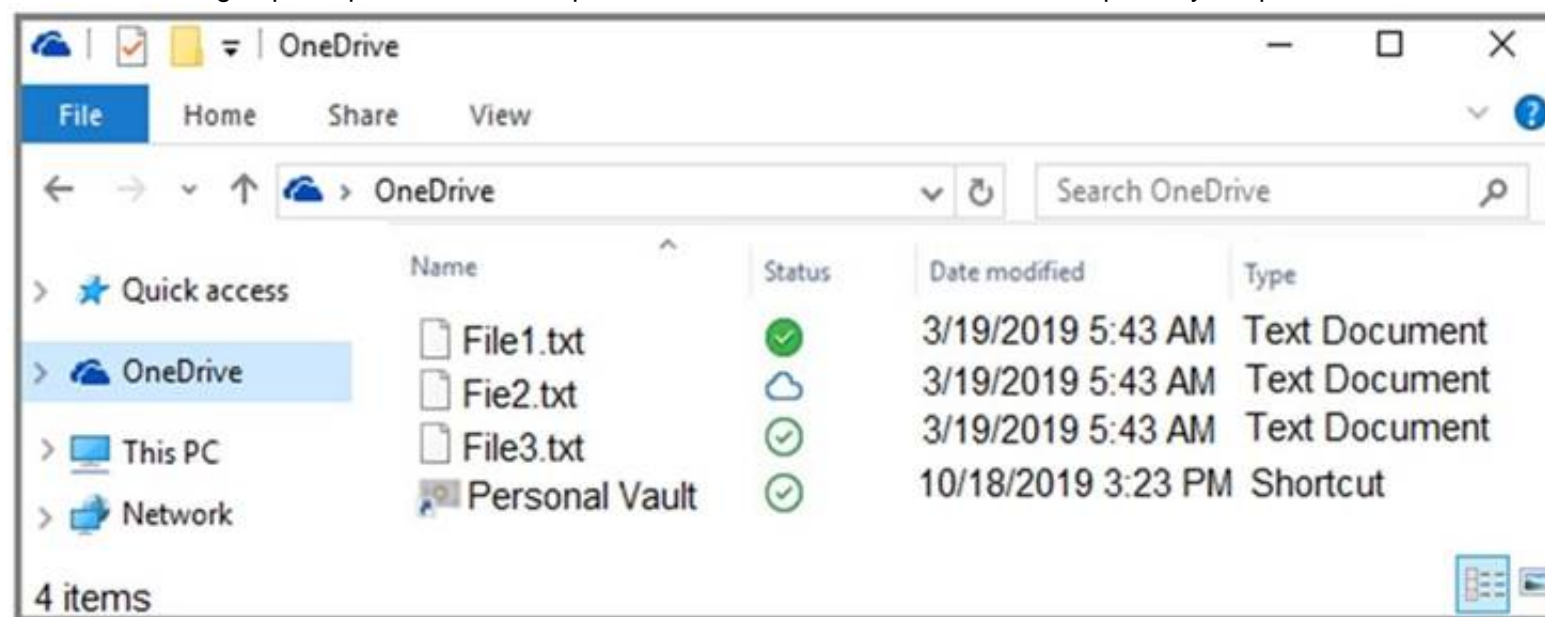 OneDrive
File Home Share View
OneDrive Search OneDrive
Name Status Date modified Type
Quick access
File1.txt 3/19/2019 5:43 AM Text Document
OneDrive
Fie2.txt 3/19/2019 5:43 AM Text Document
File3.txt 3/19/2019 5:43 AM Text Document
This PC
Personal Vault 10/18/2019 3:23 PM Shortcut
Network
4 items